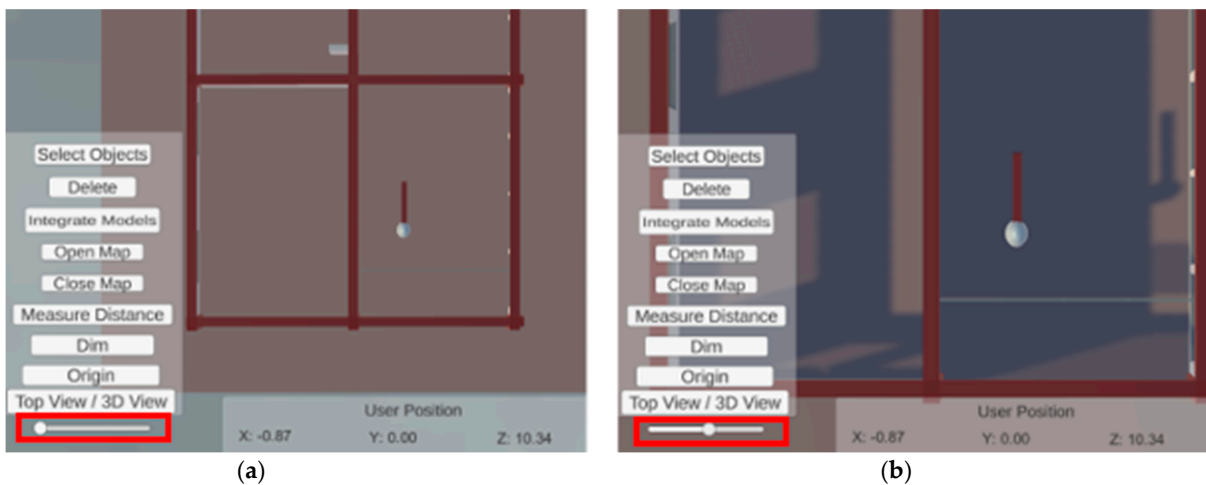 Select Objects
Delete
Integrate Models
Open Map
Close Map
Measure Distance
Dim
Origin
Top View / 3D View
User Position
X: -0.87 Y: 0.00 Z: 10.34
(a)
Select Objects
Delete
Integrate Models
Open Map
Close Map
Measure Distance
Dim
Origin
Top View / 3D View
User Position
X: -0.87 Y: 0.00 Z: 10.34
(b)